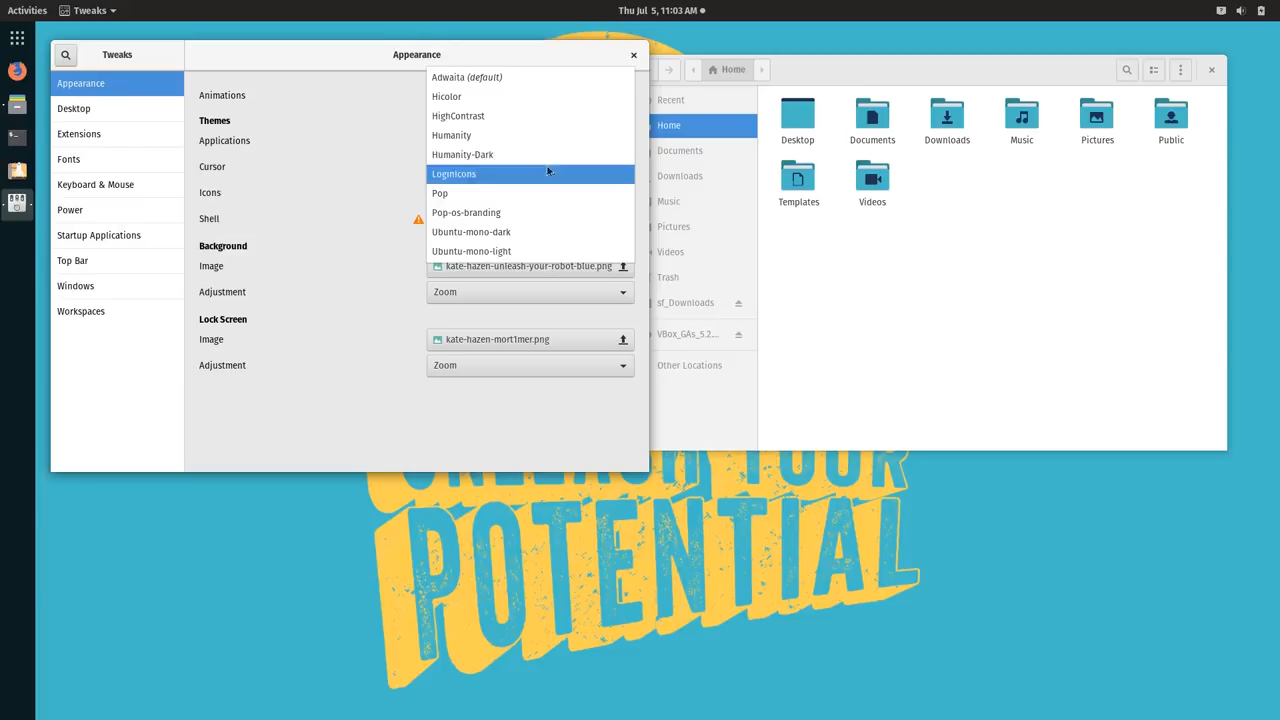 Activities
Tweaks
Thu Jul 5, 11:03 AM
Tweaks
Appearance
Appearance
Desktop
Extensions
Fonts
Keyboard & Mouse
Power
Startup Applications
Top Bar
Windows
Workspaces
Animations
Themes
Applications
Cursor
Icons
Shell
Background
Image
kate-hazen-unleash-your-robot-blue.png
Adjustment
Zoom
Lock Screen
Image
kate-hazen-mort1mer.png
Adjustment
Zoom
Adwaita (default)
Hicolor
HighContrast
Humanity
Humanity-Dark
LoginIcons
Pop
Pop-os-branding
Ubuntu-mono-dark
Ubuntu-mono-light
Home
Recent
Home
Documents
Downloads
Music
Pictures
Videos
Trash
sf_Downloads
VBox_GAs_5.2....
Other Locations
Desktop
Documents
Downloads
Music
Pictures
Public
Templates
Videos
UNLEASH YOUR
POTENTIAL